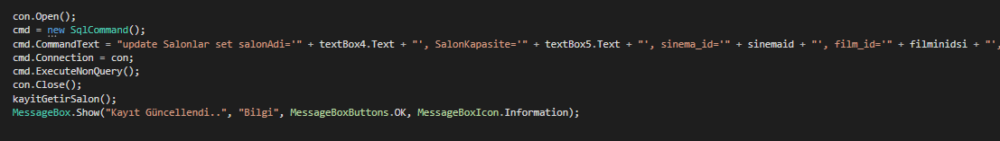 con.Open();
cmd = new SqlCommand();
cmd.CommandText = "update Salonlar set salonAdi='" + textBox4.Text + "', SalonKapasite='" + textBox5.Text + "', sinema_id='" + sinemaid + "', film_id='" + filminidsi + "',
cmd.Connection = con;
cmd.ExecuteNonQuery();
con.Close();
kayitGetirSalon();
MessageBox.Show("Kayıt Güncellendi..", "Bilgi", MessageBoxButtons.OK, MessageBoxIcon.Information);